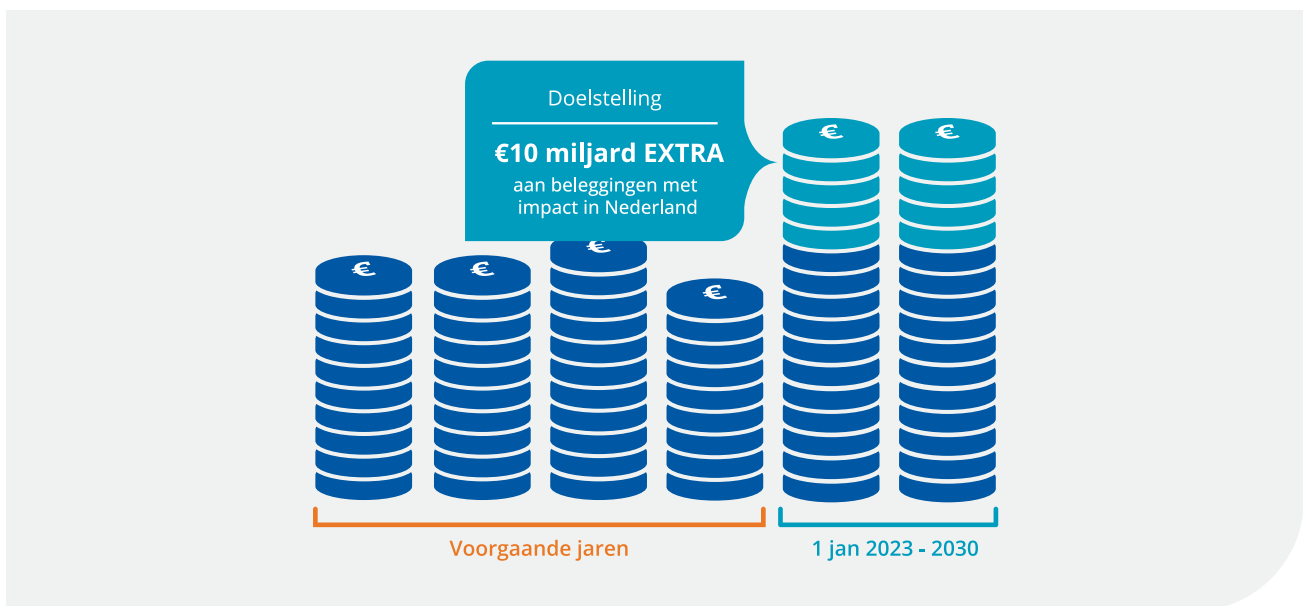 Doelstelling
€10 miljard EXTRA
aan beleggingen met
impact in Nederland
€
€
€
€
€
€
Voorgaande jaren
1 jan 2023 - 2030